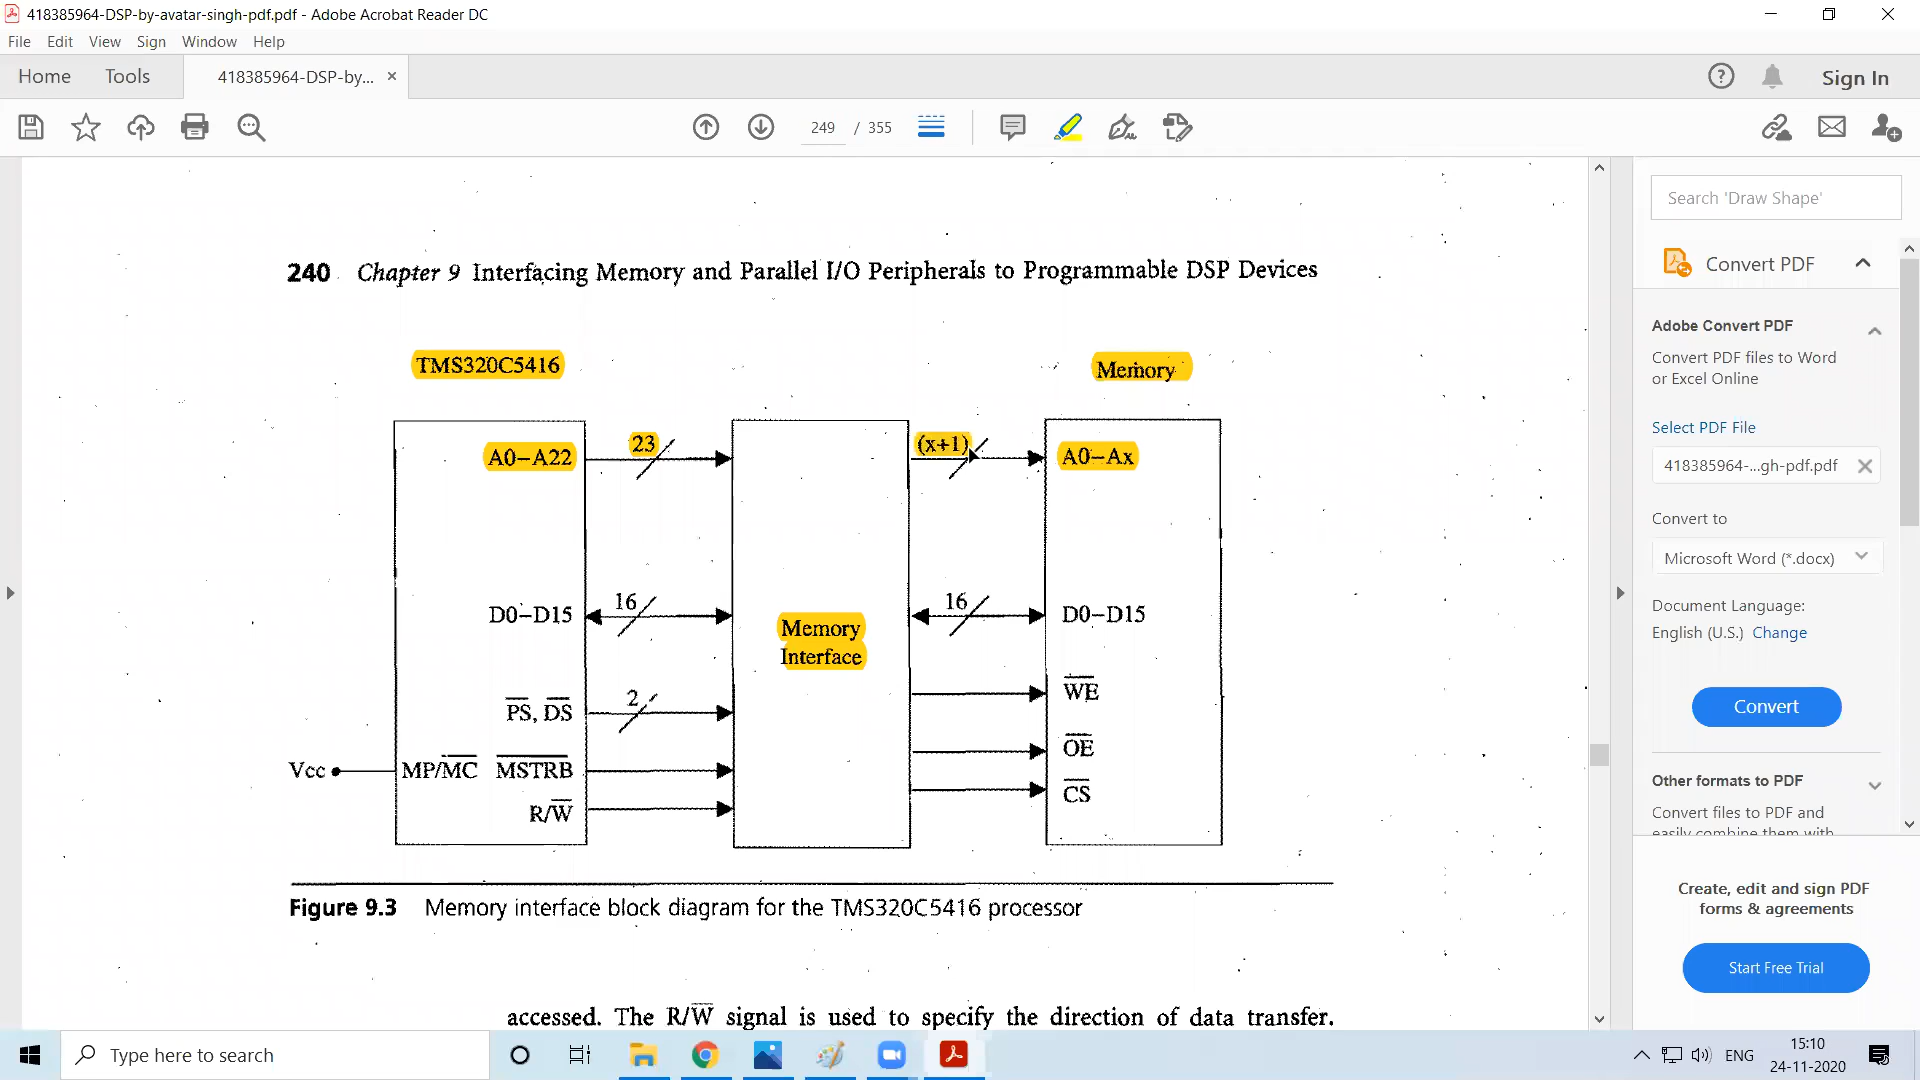 418385964-DSP-by-avatar-singh-pdf.pdf - Adobe Acrobat Reader DC
File Edit View Sign Window Help
Home Tools 418385964-DSP-by... × Sign In
249 / 355
Search 'Draw Shape'
240 Chapter 9 Interfacing Memory and Parallel I/O Peripherals to Programmable DSP Devices
TMS320C5416 Memory
A0–A22 23 (x+1) A0–Ax
D0–D15 16 16 D0–D15
Memory
Interface
P̅S̅, D̅S̅ 2 W̅E̅
O̅E̅
Vcc MP/M̅C̅ M̅S̅T̅R̅B̅
C̅S̅
R/W̅
Figure 9.3 Memory interface block diagram for the TMS320C5416 processor
accessed. The R/W̅ signal is used to specify the direction of data transfer.
Convert PDF
Adobe Convert PDF
Convert PDF files to Word
or Excel Online
Select PDF File
418385964-...gh-pdf.pdf
Convert to
Microsoft Word (*.docx)
Document Language:
English (U.S.) Change
Convert
Other formats to PDF
Convert files to PDF and
easily combine them with
Create, edit and sign PDF
forms & agreements
Start Free Trial
Type here to search
ENG
15:10
24-11-2020